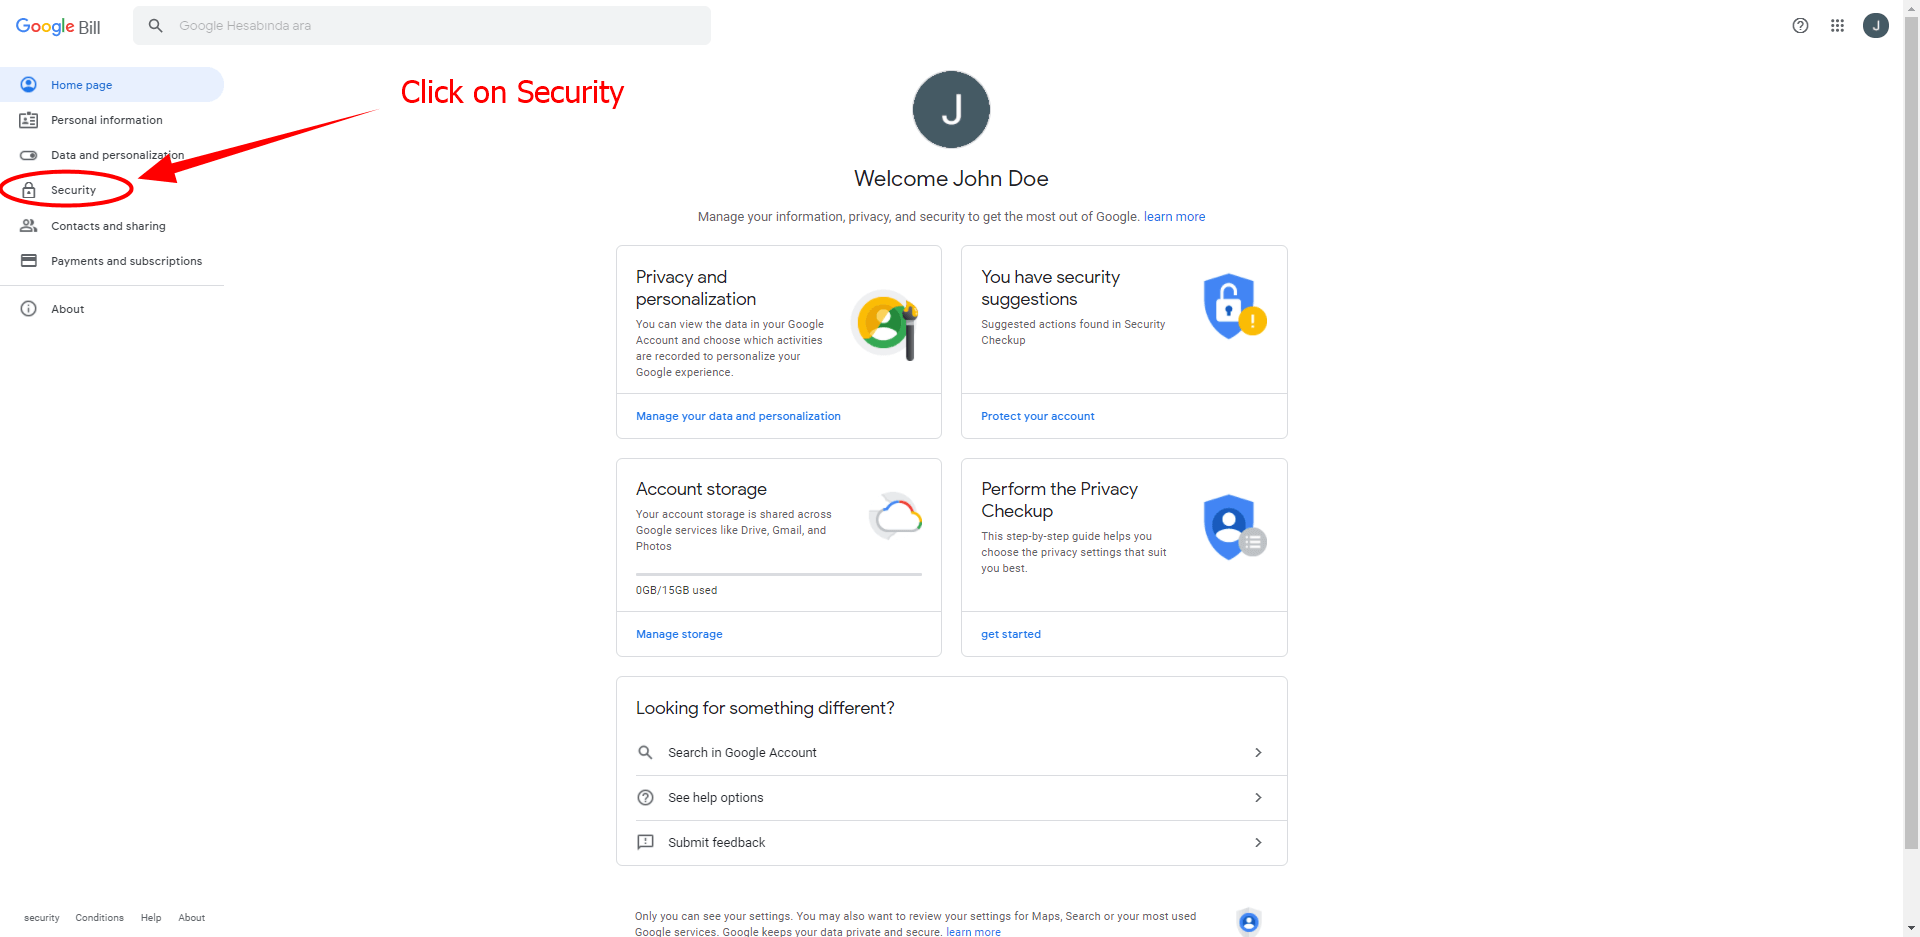 Google Bill
Google Hesabında ara
J
Home page
Personal information
Data and personalization
Security
Contacts and sharing
Payments and subscriptions
About
Click on Security
J
Welcome John Doe
Manage your information, privacy, and security to get the most out of Google. learn more
Privacy and
personalization
You can view the data in your Google
Account and choose which activities
are recorded to personalize your
Google experience.
Manage your data and personalization
You have security
suggestions
Suggested actions found in Security
Checkup
Protect your account
Account storage
Your account storage is shared across
Google services like Drive, Gmail, and
Photos
0GB/15GB used
Manage storage
Perform the Privacy
Checkup
This step-by-step guide helps you
choose the privacy settings that suit
you best.
get started
Looking for something different?
Search in Google Account
See help options
Submit feedback
security Conditions Help About
Only you can see your settings. You may also want to review your settings for Maps, Search or your most used
Google services. Google keeps your data private and secure. learn more